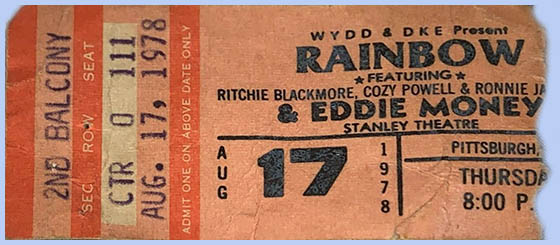 2ND BALCONY
SEC. ROW SEAT
CTR O 111
AUG. 17, 1978
ADMIT ONE ON ABOVE DATE ONLY
WYDD & DKE Present
RAINBOW
★ FEATURING ★
RITCHIE BLACKMORE, COZY POWELL & RONNIE JA
& EDDIE MONEY
STANLEY THEATRE
AUG 17 1978
PITTSBURGH,
THURSDA
8:00 P.